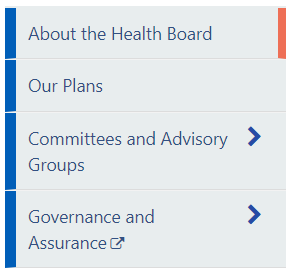 About the Health Board
Our Plans
Committees and Advisory
Groups
Governance and
Assurance